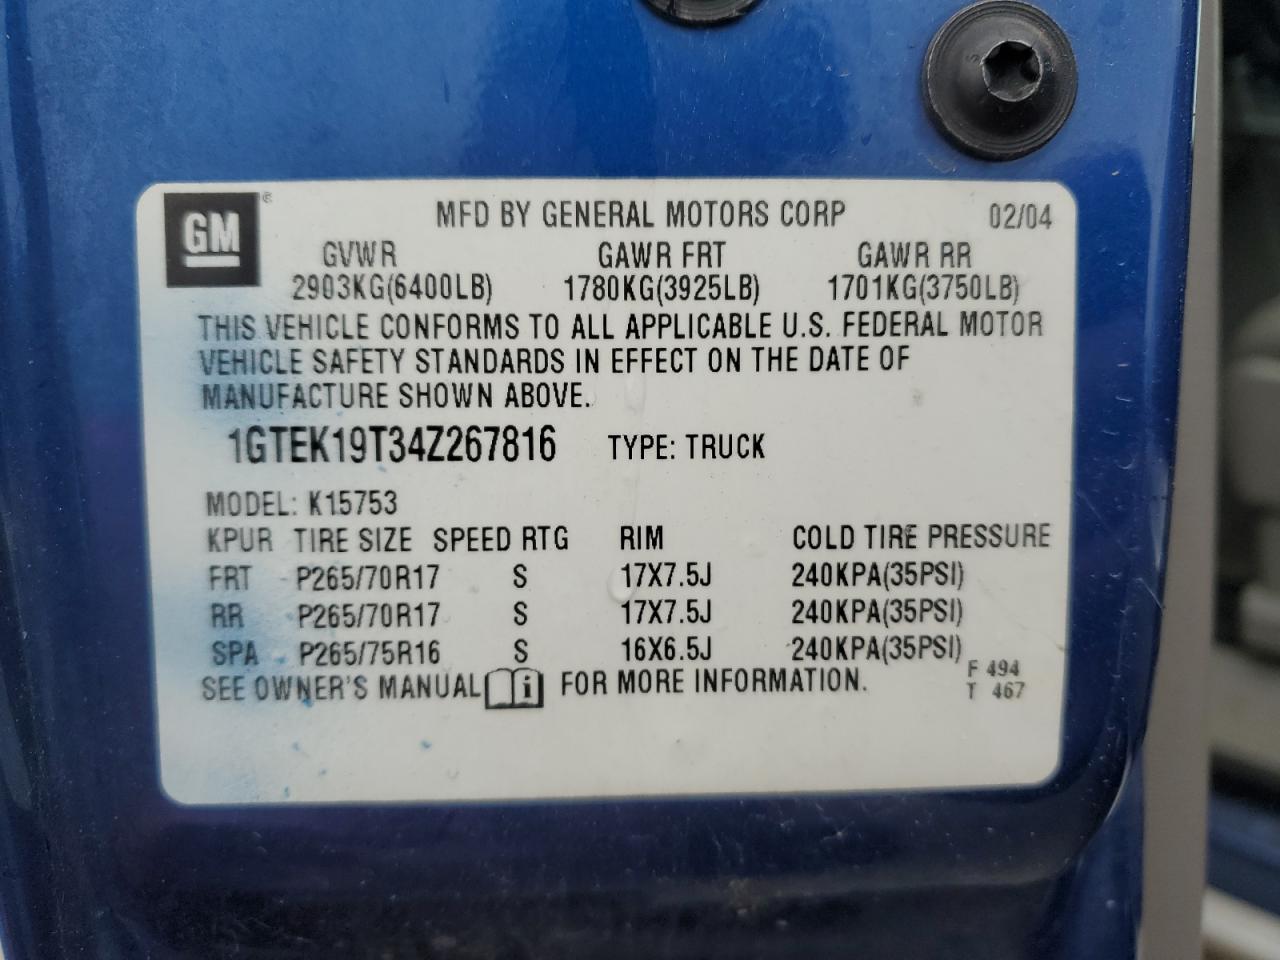 GM ® MFD BY GENERAL MOTORS CORP 02/04
GVWR GAWR FRT GAWR RR
2903KG(6400LB) 1780KG(3925LB) 1701KG(3750LB)
THIS VEHICLE CONFORMS TO ALL APPLICABLE U.S. FEDERAL MOTOR
VEHICLE SAFETY STANDARDS IN EFFECT ON THE DATE OF
MANUFACTURE SHOWN ABOVE.
1GTEK19T34Z267816 TYPE: TRUCK
MODEL: K15753
KPUR TIRE SIZE SPEED RTG RIM COLD TIRE PRESSURE
FRT P265/70R17 S 17X7.5J 240KPA(35PSI)
RR P265/70R17 S 17X7.5J 240KPA(35PSI)
SPA P265/75R16 S 16X6.5J 240KPA(35PSI)
SEE OWNER'S MANUAL i FOR MORE INFORMATION.
F 494
T 467